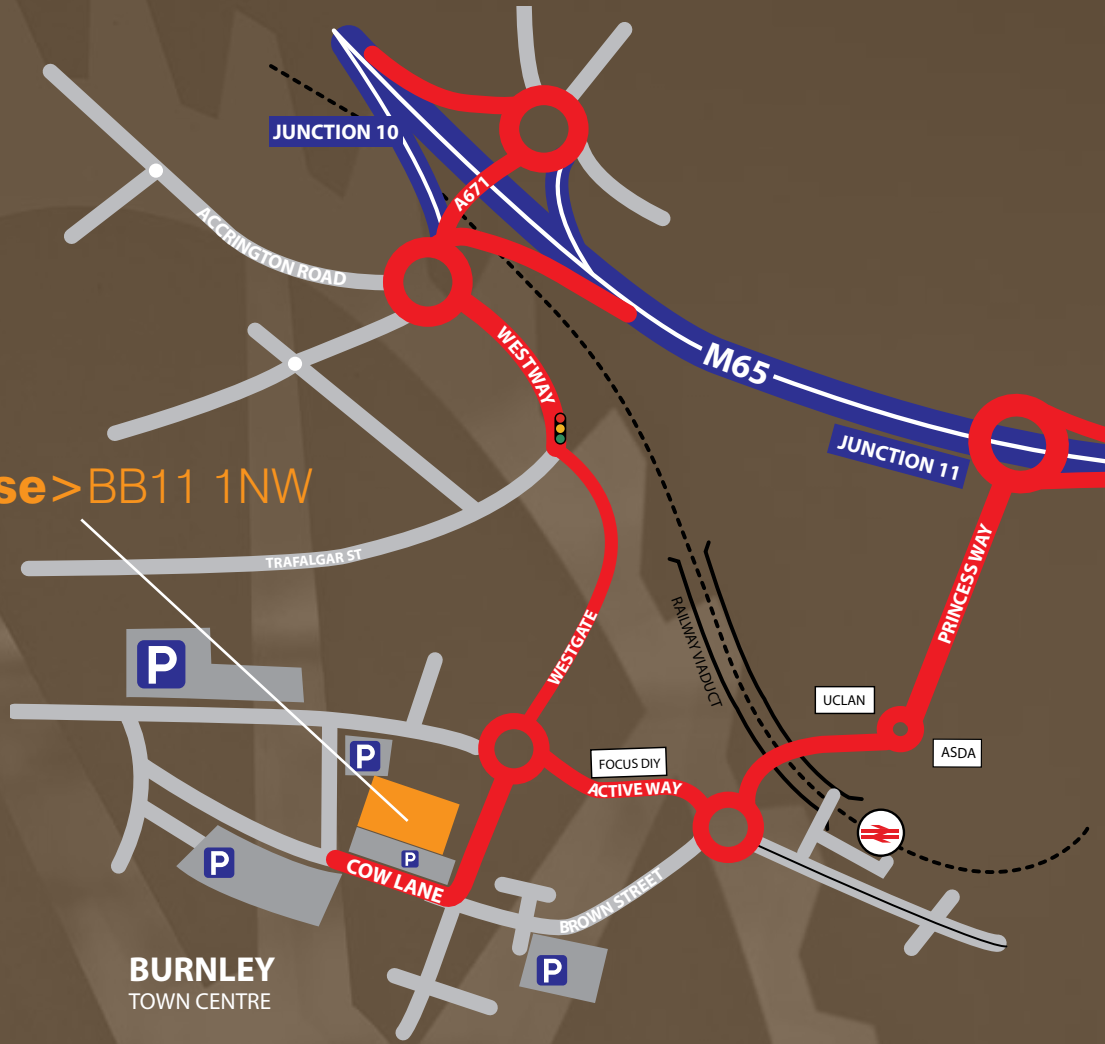 JUNCTION 10
A671
ACCRINGTON ROAD
WESTWAY
M65
JUNCTION 11
se>BB11 1NW
TRAFALGAR ST
PRINCESS WAY
WESTGATE
RAILWAY VIADUCT
P
UCLAN
P
FOCUS DIY
ASDA
ACTIVE WAY
P
P
COW LANE
BROWN STREET
P
BURNLEY
TOWN CENTRE